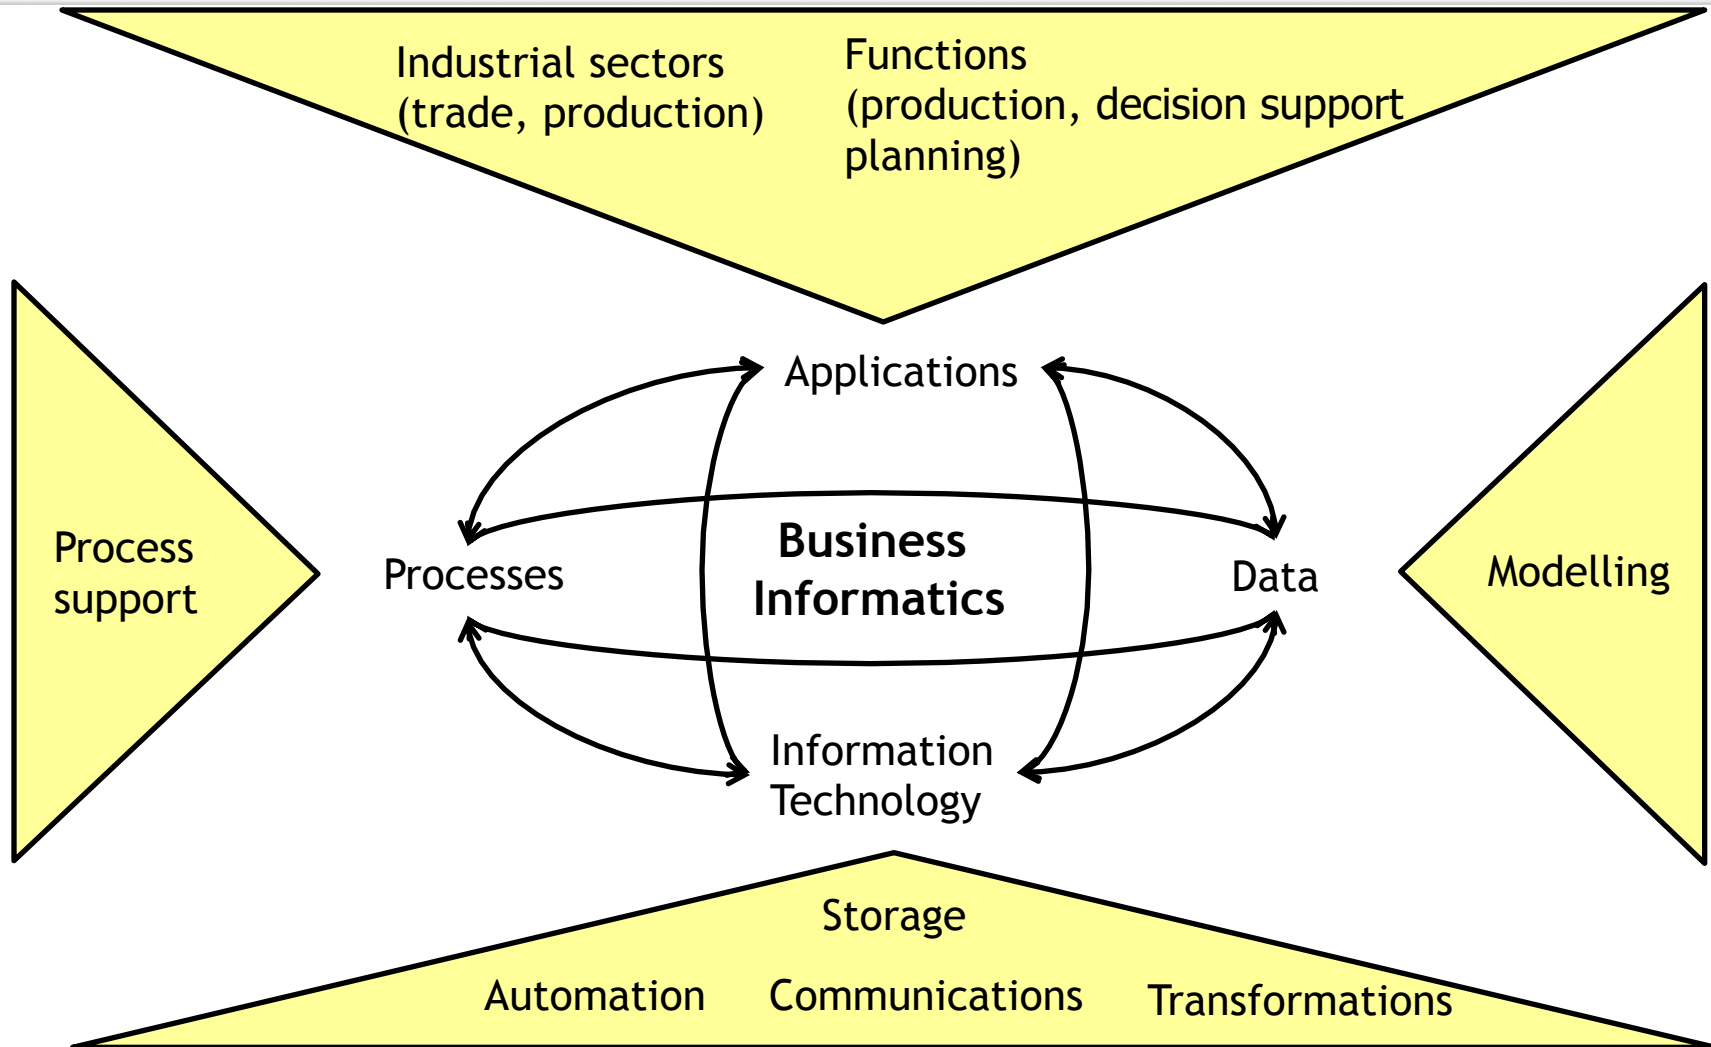 Industrial sectors
(trade, production)
Functions
(production, decision support
planning)
Applications
Process
support
Processes
Business
Informatics
Data
Modelling
Information
Technology
Storage
Automation
Communications
Transformations